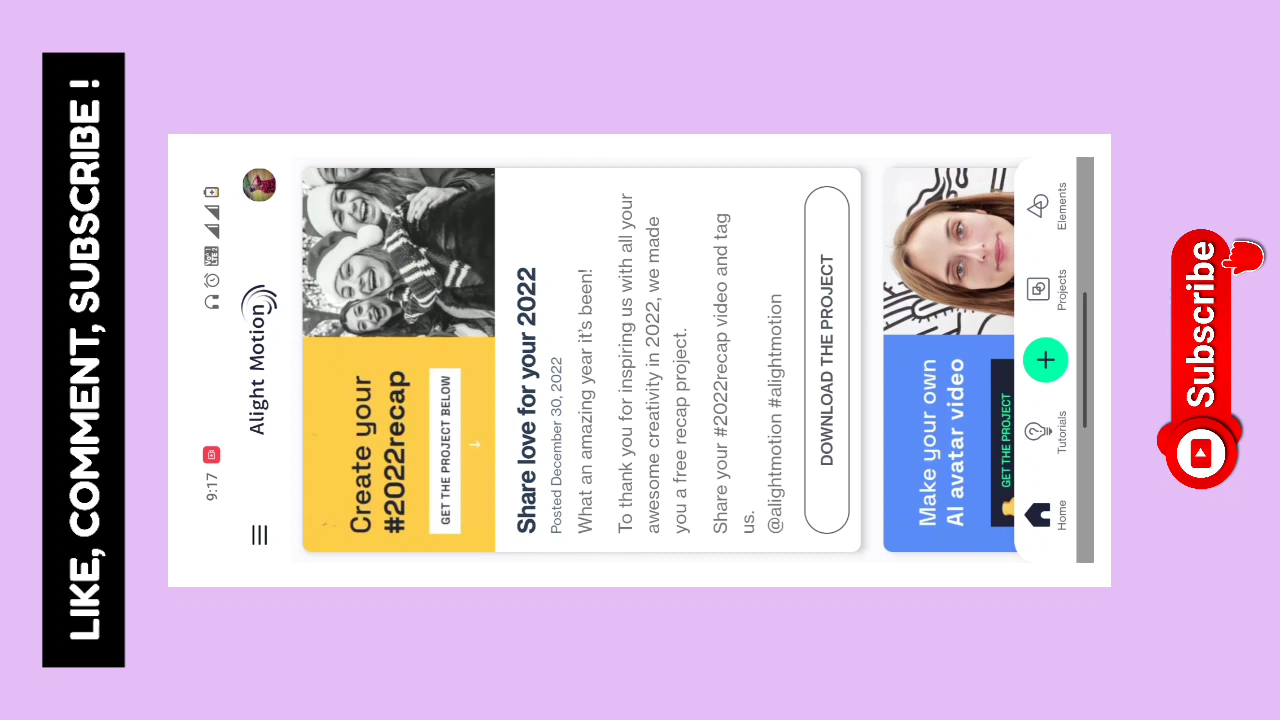 LIKE, COMMENT, SUBSCRIBE !
9:17
Alight Motion
Create your
#2022recap
GET THE PROJECT BELOW
Share love for your 2022
Posted December 30, 2022
What an amazing year it's been!
To thank you for inspiring us with all your
awesome creativity in 2022, we made
you a free recap project.
Share your #2022recap video and tag
us.
@alightmotion #alightmotion
DOWNLOAD THE PROJECT
Make your own
AI avatar video
GET THE PROJECT
Home
Tutorials
Projects
Elements
Subscribe